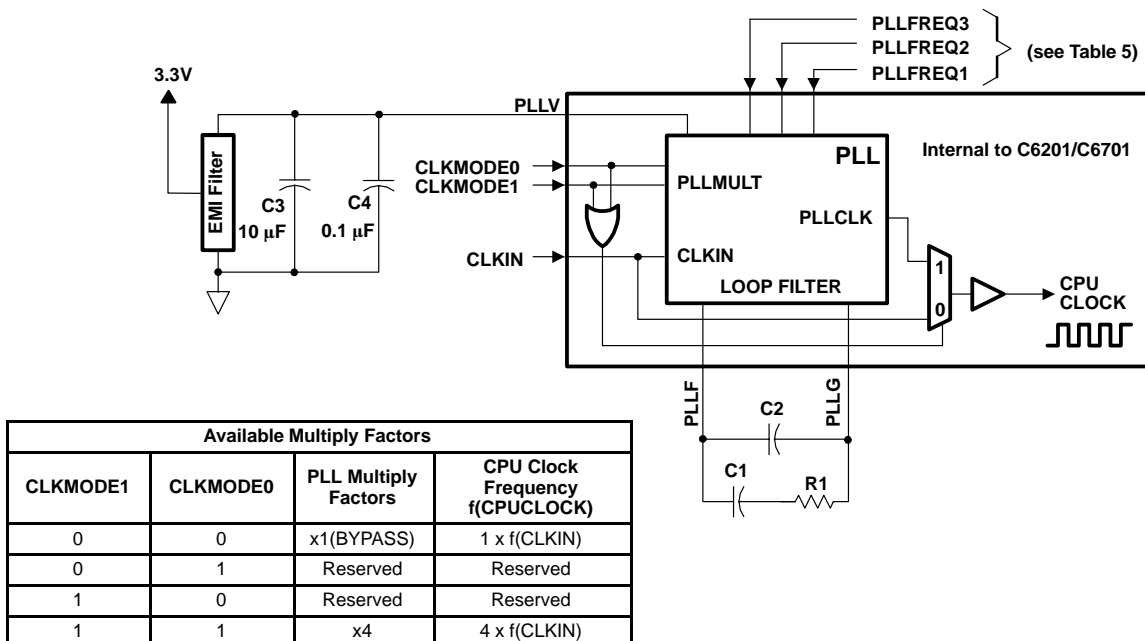 PLLFREQ3
PLLFREQ2
PLLFREQ1
(see Table 5)
3.3V
PLLV
EMI Filter
C3
10 μF
C4
0.1 μF
CLKMODE0
CLKMODE1
CLKIN
PLL
PLLMULT
PLLCLK
CLKIN
LOOP FILTER
Internal to C6201/C6701
1
0
CPU
CLOCK
PLLF
PLLG
C2
C1
R1
Available Multiply Factors
CLKMODE1 CLKMODE0 PLL Multiply Factors CPU Clock Frequency f(CPUCLOCK)
0 0 x1(BYPASS) 1 x f(CLKIN)
0 1 Reserved Reserved
1 0 Reserved Reserved
1 1 x4 4 x f(CLKIN)